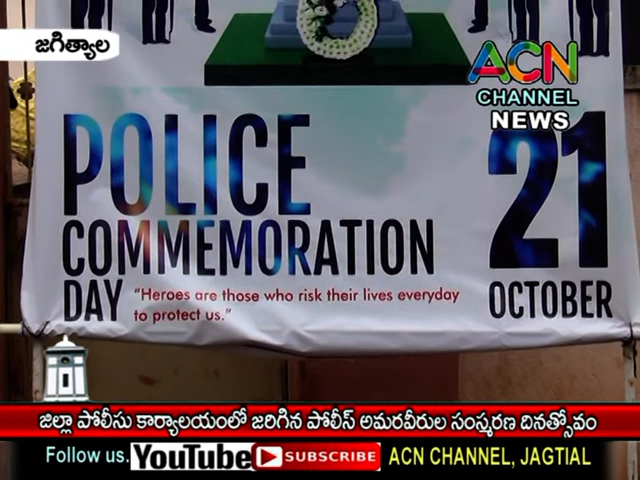 జగిత్యాల
ACN
CHANNEL
NEWS
POLICE
COMMEMORATION
DAY "Heroes are those who risk their lives everyday
to protect us."
21
OCTOBER
జిల్లా పోలీసు కార్యాలయంలో జరిగిన పోలీస్ అమరవీరుల సంస్మరణ దినత్సోవం
Follow us. YouTube SUBSCRIBE ACN CHANNEL, JAGTIAL